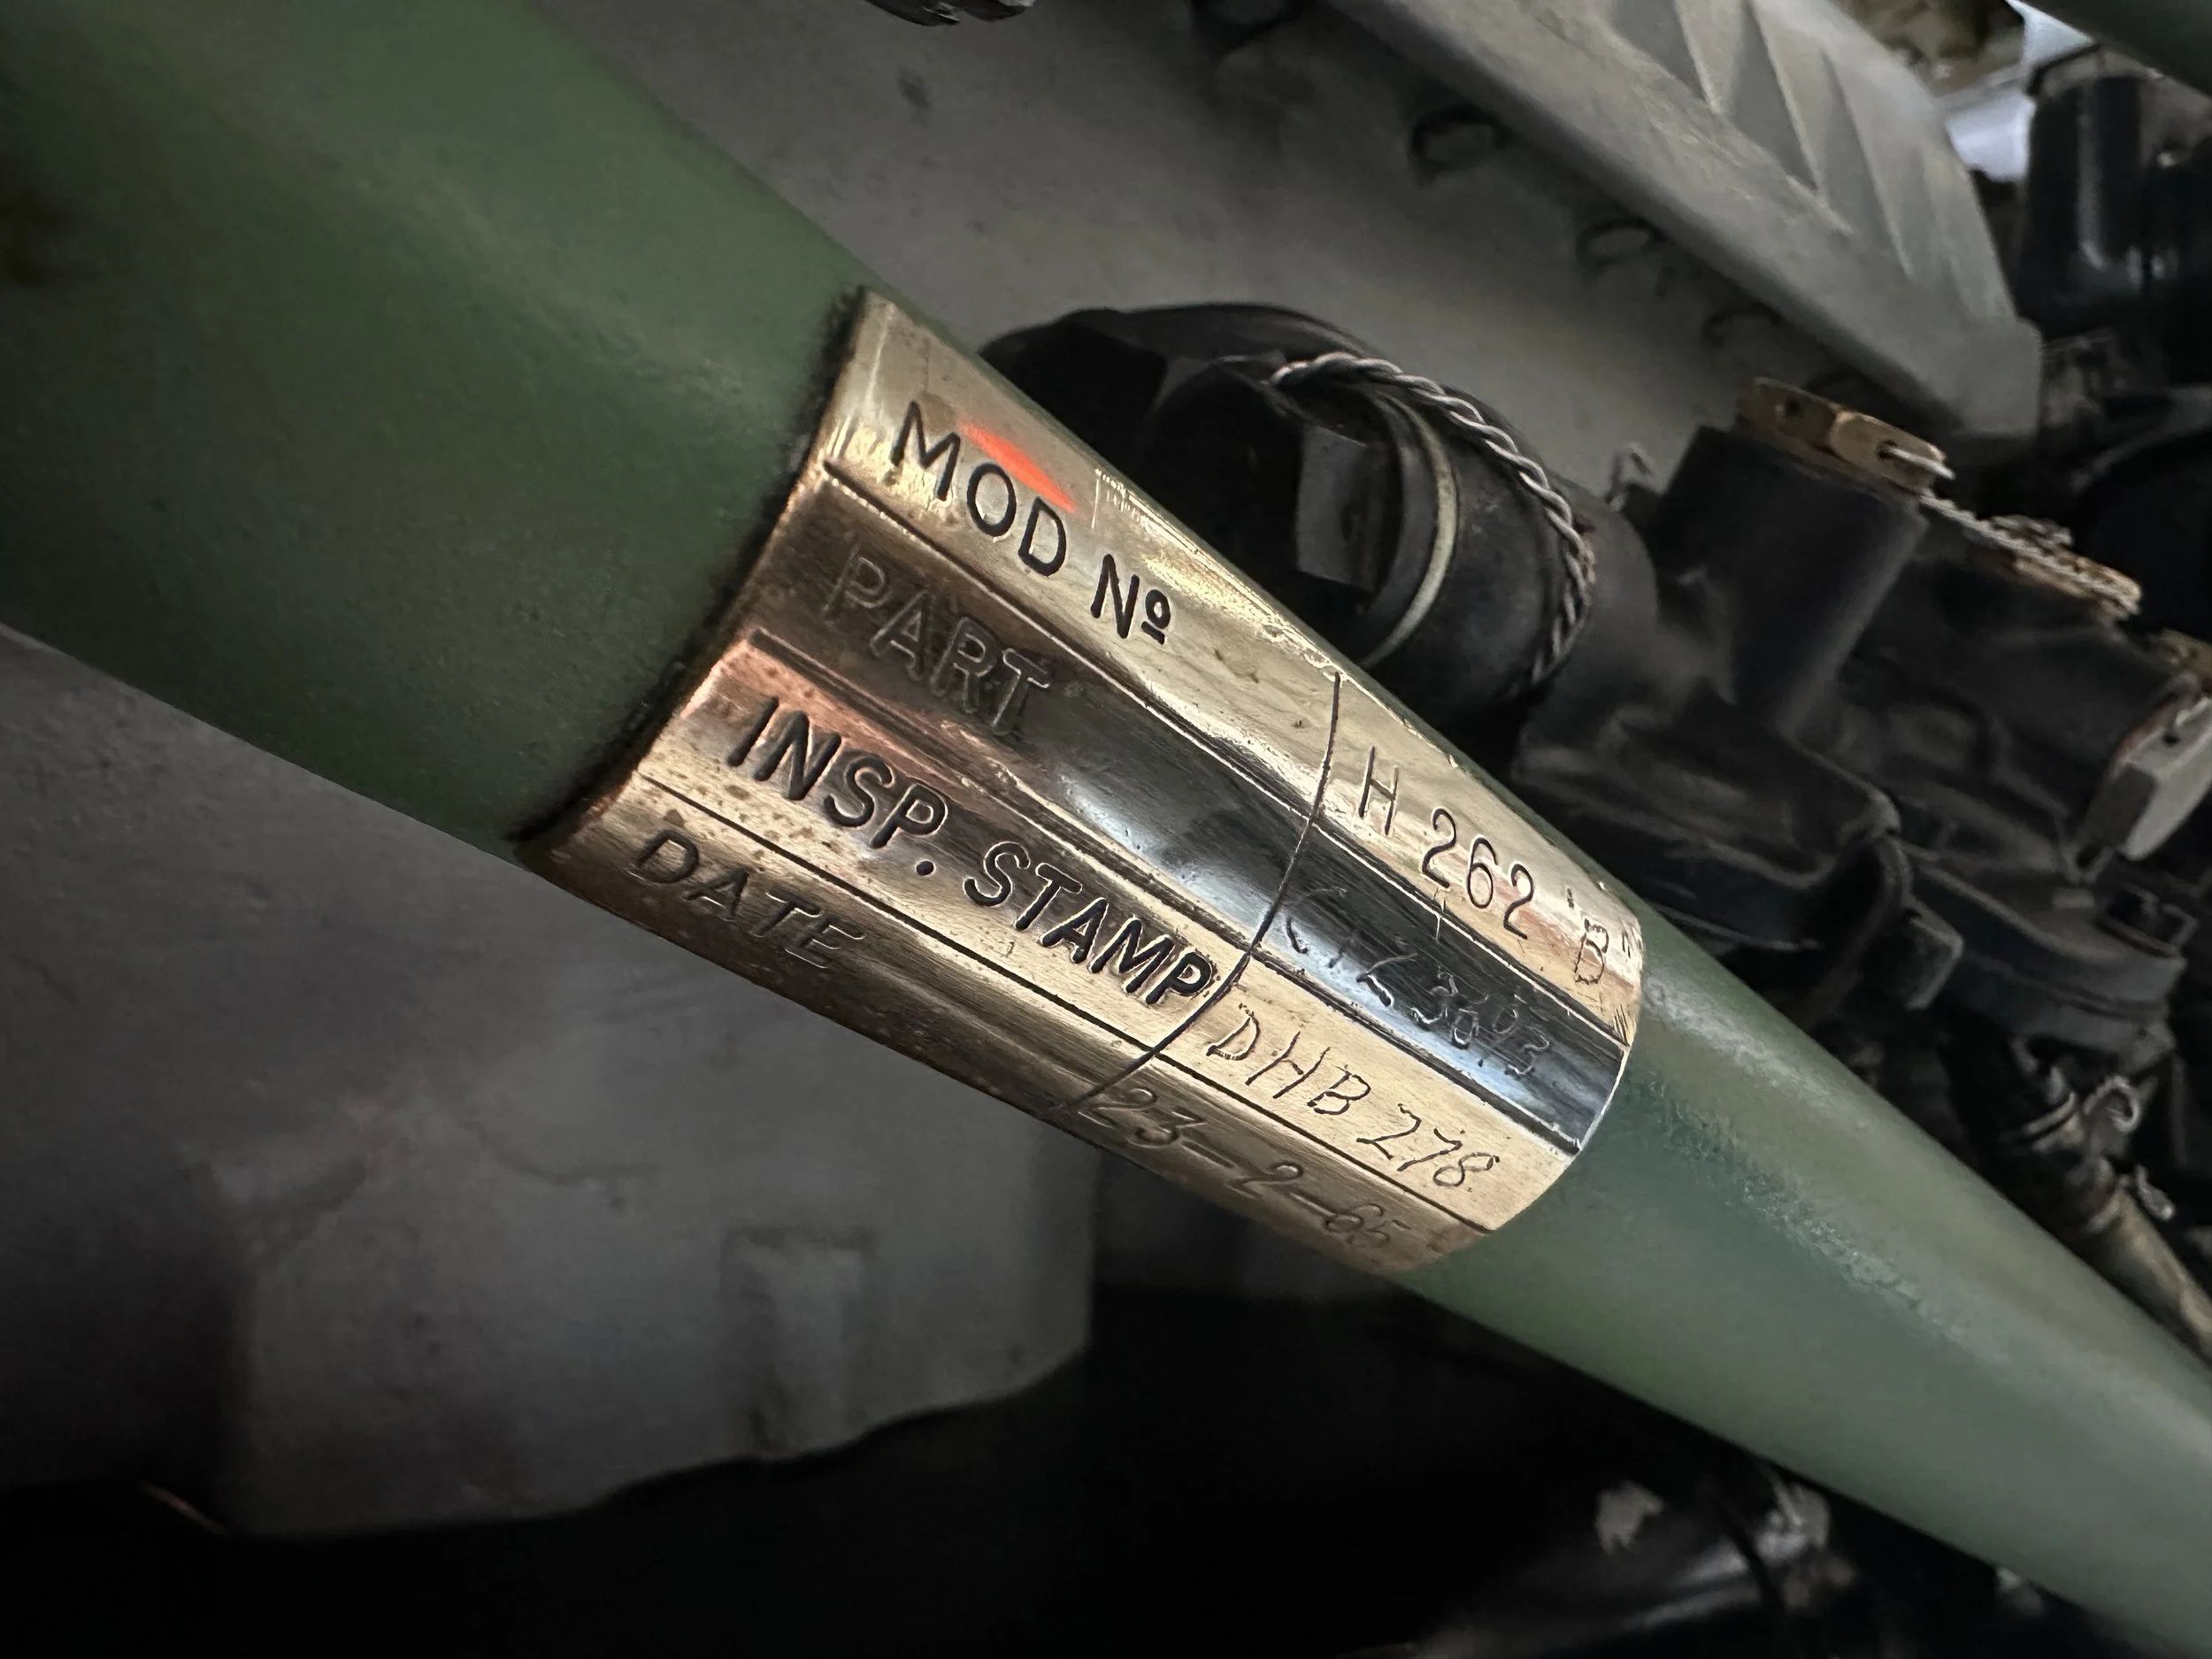 MOD Nº H 262 "B"
PART
INSP. STAMP DHB 278
DATE 23-2-65